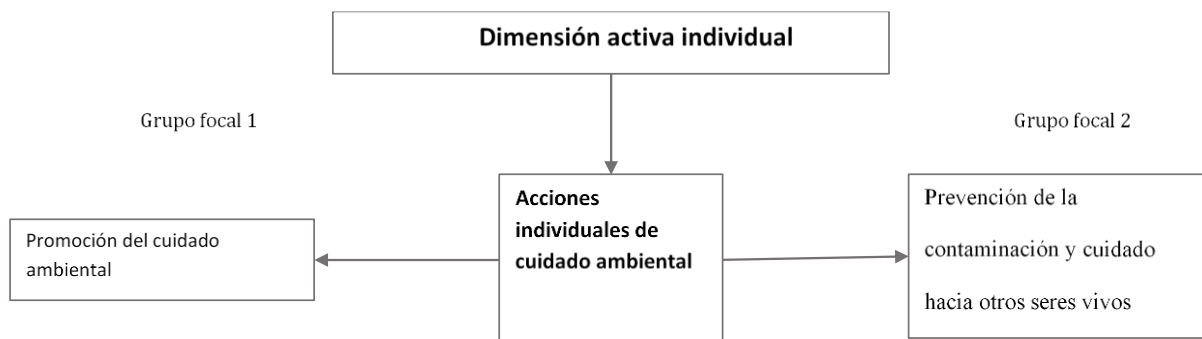 Dimensión activa individual
Grupo focal 1
Grupo focal 2
Promoción del cuidado
ambiental
Acciones
individuales de
cuidado ambiental
Prevención de la
contaminación y cuidado
hacia otros seres vivos